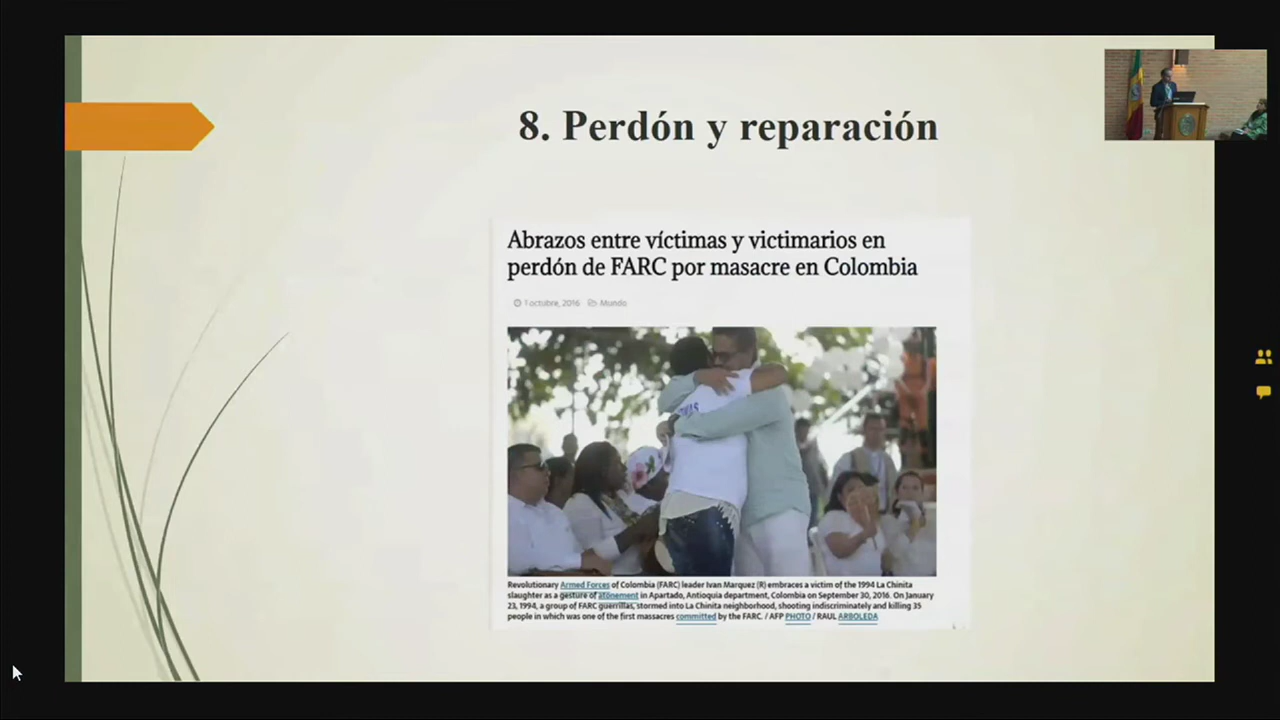 8. Perdón y reparación
Abrazos entre víctimas y victimarios en
perdón de FARC por masacre en Colombia
1 octubre, 2016 Mundo
Revolutionary Armed Forces of Colombia (FARC) leader Ivan Marquez (R) embraces a victim of the 1994 La Chinita
slaughter as a gesture of atonement in Apartado, Antioquia department, Colombia on September 30, 2016. On January
23, 1994, a group of FARC guerrillas, stormed into La Chinita neighborhood, shooting indiscriminately and killing 35
people in which was one of the first massacres committed by the FARC. / AFP PHOTO / RAUL ARBOLEDA